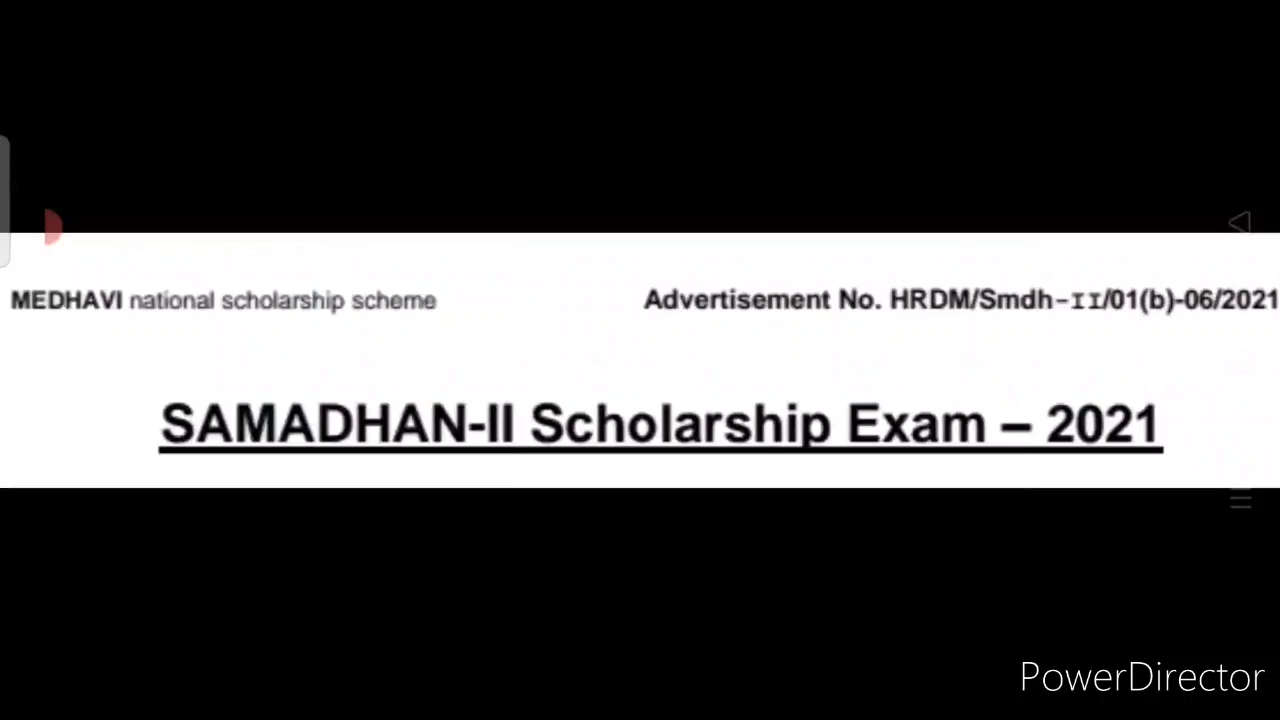 MEDHAVI national scholarship scheme Advertisement No. HRDM/Smdh-II/01(b)-06/2021
SAMADHAN-II Scholarship Exam – 2021
PowerDirector